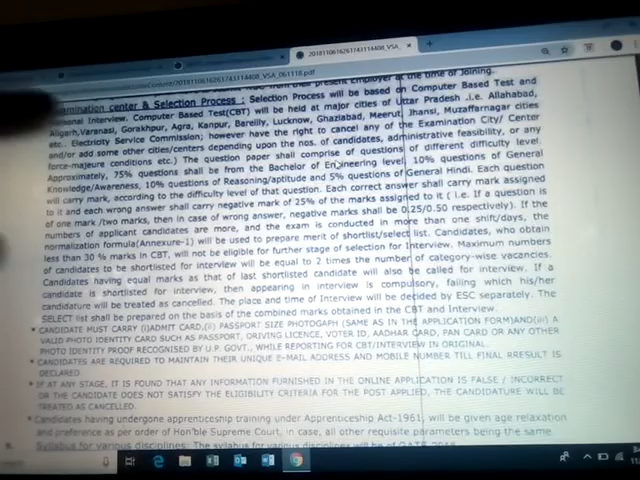 20181106162617431144​08_VSA_
20181106162617431144​08_VSA_061118.pdf
their present Employer at the time of Joining.
Examination center & Selection Process : Selection Process will be based on Computer Based Test and
Personal Interview. Computer Based Test(CBT) will be held at major cities of Uttar Pradesh .i.e. Allahabad,
Aligarh,Varanasi, Gorakhpur, Agra, Kanpur, Bareilly, Lucknow, Ghaziabad, Meerut, Jhansi, Muzaffarnagar cities
etc.. Electricity Service Commission; however have the right to cancel any of the Examination City/ Center
and/or add some other cities/centers depending upon the nos. of candidates, administrative feasibility, or any
force-majeure conditions etc.) The question paper shall comprise of questions of different difficulty level.
Approximately, 75% questions shall be from the Bachelor of Engineering level, 10% questions of General
Knowledge/Awareness, 10% questions of Reasoning/aptitude and 5% questions of General Hindi. Each question
will carry mark, according to the difficulty level of that question. Each correct answer shall carry mark assigned
to it and each wrong answer shall carry negative mark of 25% of the marks assigned to it ( i.e. If a question is
of one mark /two marks, then in case of wrong answer, negative marks shall be 0.25/0.50 respectively). If the
numbers of applicant candidates are more, and the exam is conducted in more than one shift/days, the
normalization formula(Annexure-1) will be used to prepare merit of shortlist/select list. Candidates, who obtain
less than 30 % marks in CBT, will not be eligible for further stage of selection for Interview. Maximum numbers
of candidates to be shortlisted for interview will be equal to 2 times the number of category-wise vacancies.
Candidates having equal marks as that of last shortlisted candidate will also be called for interview. If a
candidate is shortlisted for interview, then appearing in interview is compulsory, failing which his/her
candidature will be treated as cancelled. The place and time of Interview will be decided by ESC separately. The
SELECT list shall be prepared on the basis of the combined marks obtained in the CBT and Interview.
CANDIDATE MUST CARRY (i)ADMIT CARD,(ii) PASSPORT SIZE PHOTOGAPH (SAME AS IN THE APPLICATION FORM)AND(iii) A
VALID PHOTO IDENTITY CARD SUCH AS PASSPORT, DRIVING LICENCE, VOTER ID, AADHAR CARD, PAN CARD OR ANY OTHER
PHOTO IDENTITY PROOF RECOGNISED BY U.P. GOVT., WHILE REPORTING FOR CBT/INTERVIEW IN ORIGINAL.
CANDIDATES ARE REQUIRED TO MAINTAIN THEIR UNIQUE E-MAIL ADDRESS AND MOBILE NUMBER TILL FINAL RRESULT IS
DECLARED
IF AT ANY STAGE, IT IS FOUND THAT ANY INFORMATION FURNISHED IN THE ONLINE APPLICATION IS FALSE / INCORRECT
OR THE CANDIDATE DOES NOT SATISFY THE ELIGIBILITY CRITERIA FOR THE POST APPLIED, THE CANDIDATURE WILL BE
TREATED AS CANCELLED.
Candidates having undergone apprenticeship training under Apprenticeship Act-1961, will be given age relaxation
and preference as per order of Hon'ble Supreme Court, in case, all other requisite parameters being the same.
Syllabus for various disciplines: The syllabus for various disciplines will be of GATE